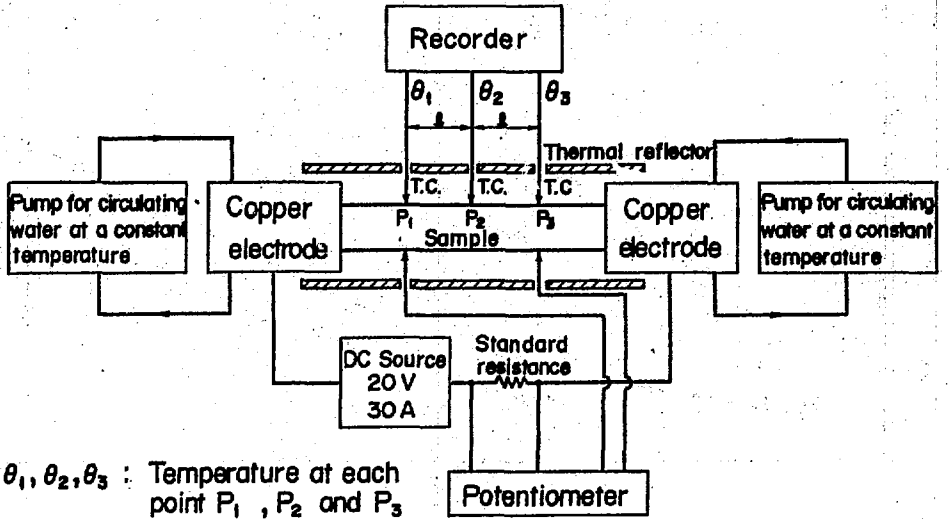 Recorder
θ1 θ2 θ3
l l
Thermal reflector
T.C. T.C. T.C
Pump for circulating
water at a constant
temperature
Copper
electrode
P1 P2 P3
Sample
Copper
electrode
Pump for circulating
water at a constant
temperature
DC Source
20 V
30 A
Standard
resistance
θ1, θ2, θ3 : Temperature at each
point P1 , P2 and P3
Potentiometer